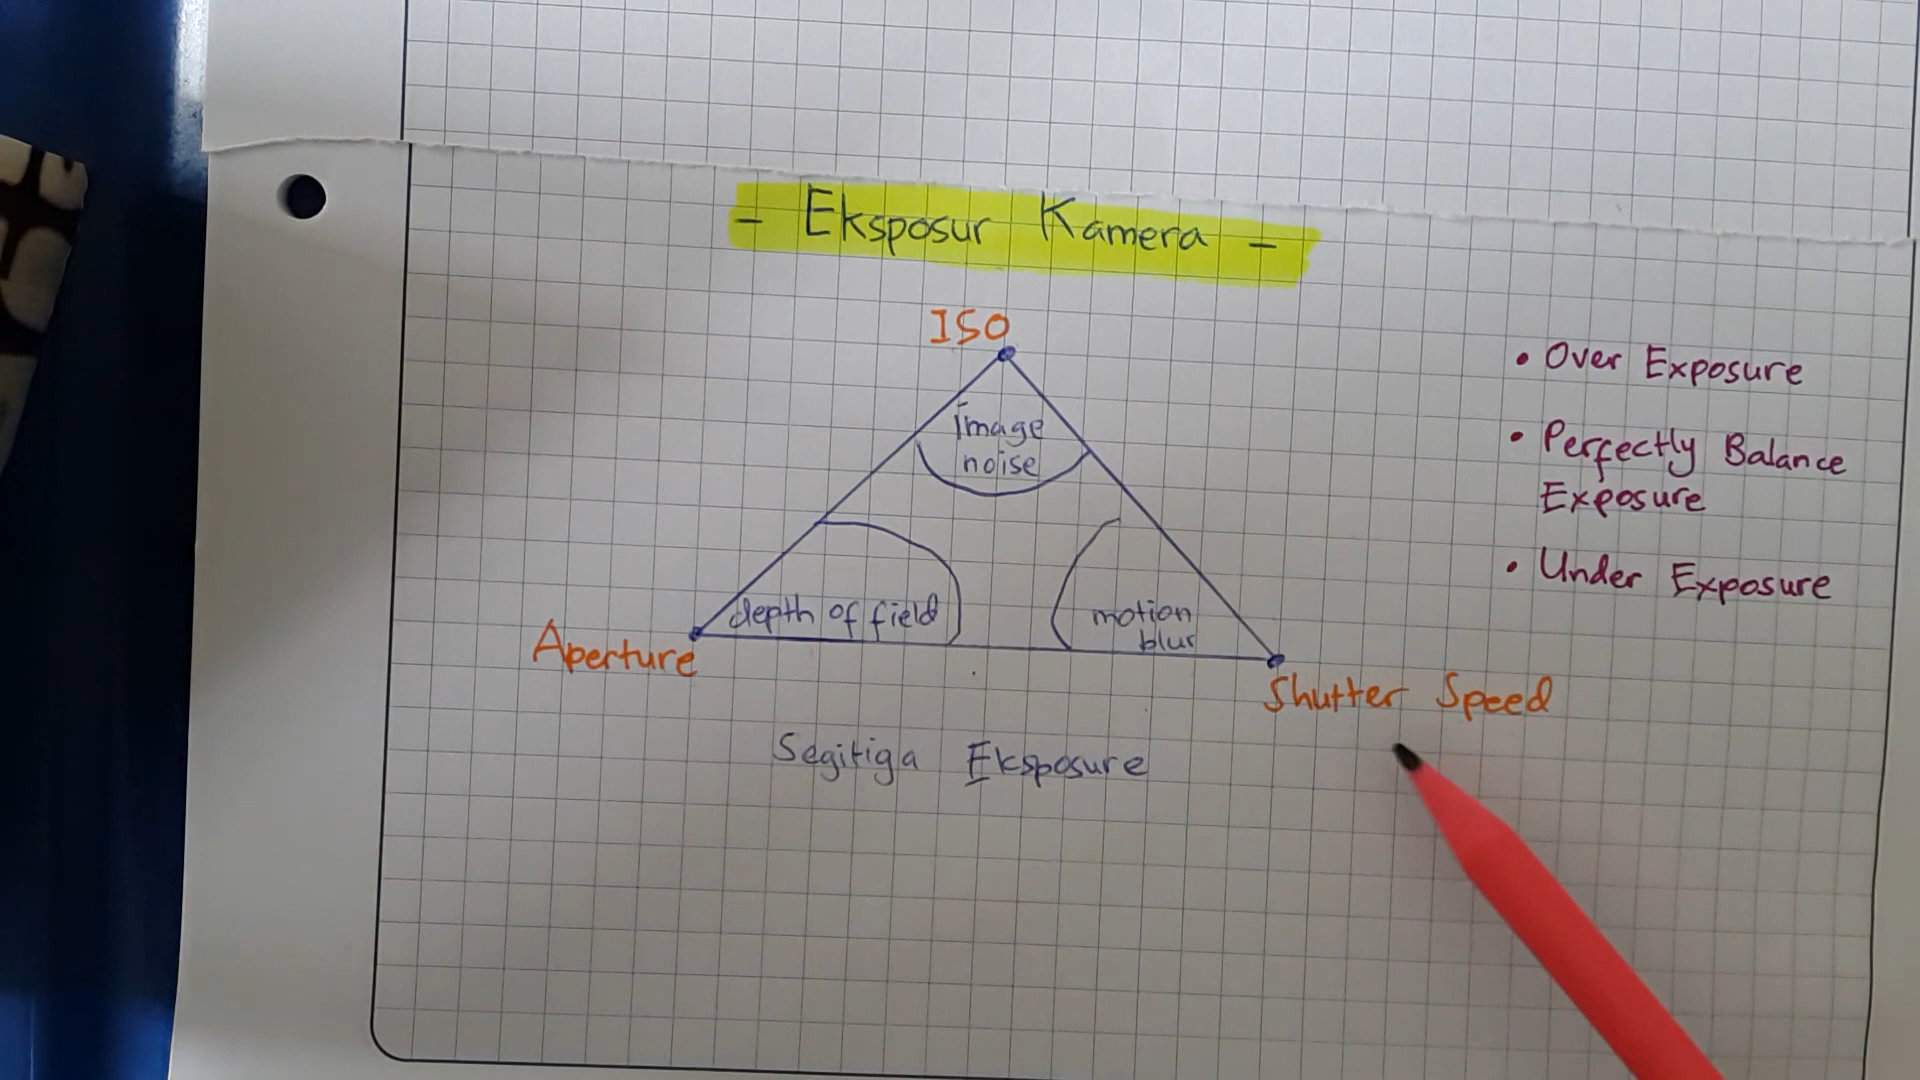 - Eksposur Kamera -
ISO
Image
noise
depth of field
motion
blur
Aperture
Shutter Speed
Segitiga Eksposure
• Over Exposure
• Perfectly Balance
Exposure
• Under Exposure